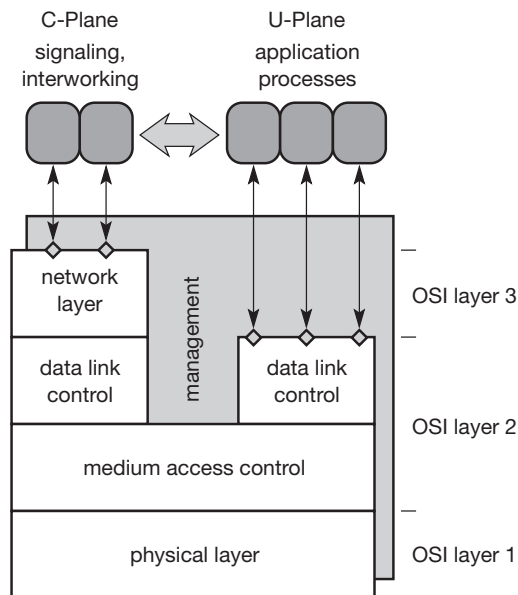 C-Plane
signaling,
interworking
U-Plane
application
processes
network
layer
management
OSI layer 3
data link
control
data link
control
OSI layer 2
medium access control
physical layer
OSI layer 1